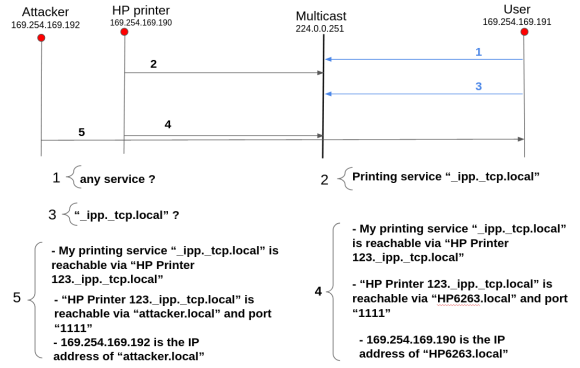 Attacker
169.254.169.192
HP printer
169.254.169.190
Multicast
224.0.0.251
User
169.254.169.191
1
2
3
4
5
1
any service ?
2
Printing service “_ipp._tcp.local”
3
“_ipp._tcp.local” ?
5
- My printing service “_ipp._tcp.local” is
reachable via “HP Printer
123._ipp._tcp.local”
- “HP Printer 123._ipp._tcp.local” is
reachable via “attacker.local” and port
“1111”
- 169.254.169.192 is the IP
address of “attacker.local”
4
- My printing service “_ipp._tcp.local”
is reachable via “HP Printer
123._ipp._tcp.local”
- “HP Printer 123._ipp._tcp.local” is
reachable via “HP6263.local” and port
“1111”
- 169.254.169.190 is the IP
address of “HP6263.local”